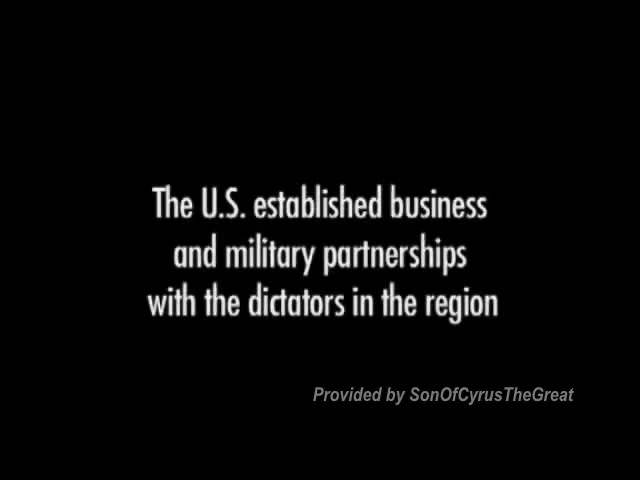 The U.S. established business
and military partnerships
with the dictators in the region
Provided by SonOfCyrusTheGreat